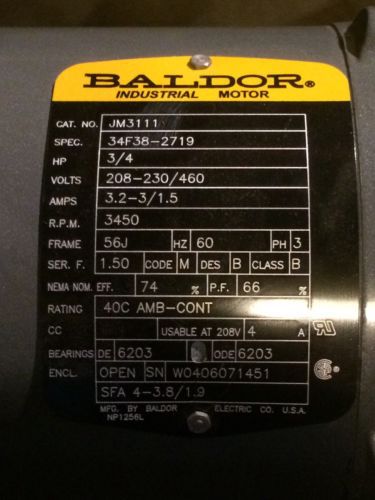 BALDOR®
INDUSTRIAL MOTOR
CAT. NO. JM3111
SPEC. 34F38-2719
HP 3/4
VOLTS 208-230/460
AMPS 3.2-3/1.5
R.P.M. 3450
FRAME 56J HZ 60 PH 3
SER. F. 1.50 CODE M DES B CLASS B
NEMA NOM. EFF. 74 % P.F. 66 %
RATING 40C AMB-CONT
CC USABLE AT 208V 4 A
BEARINGS DE 6203 ODE 6203
ENCL. OPEN SN W0406071451
SFA 4-3.8/1.9
MFG. BY BALDOR ELECTRIC CO. U.S.A.
NP1256L